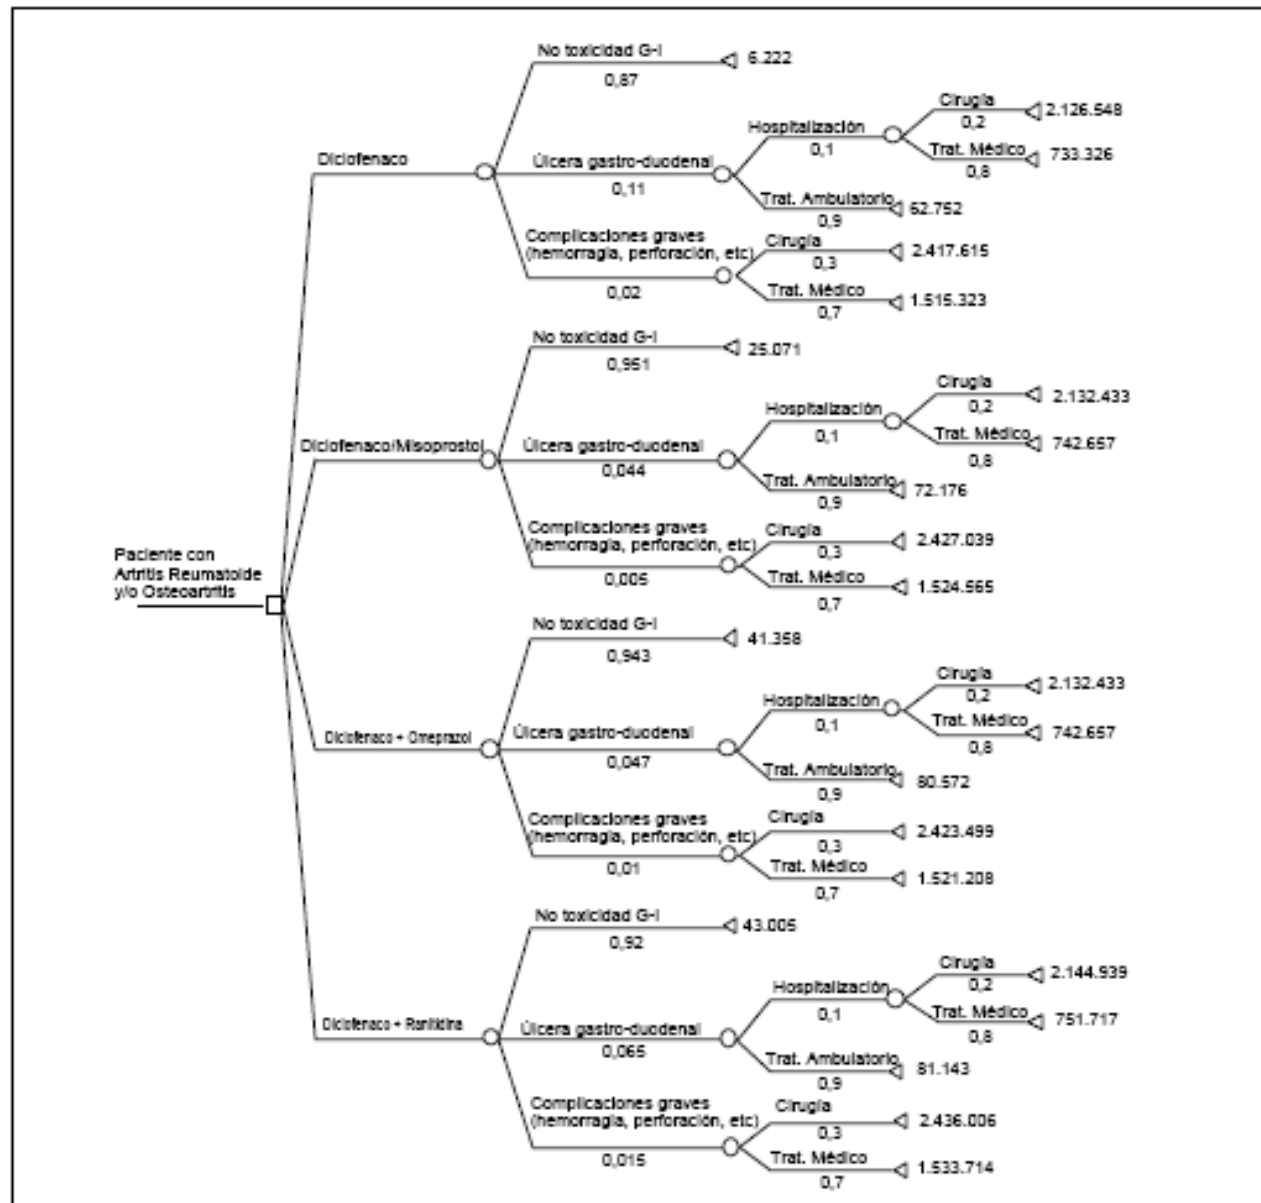 No toxicidad G-I
0,87
6.222
Diclofenaco
Úlcera gastro-duodenal
0,11
Hospitalización
0,1
Cirugía
0,2
2.126.548
Trat. Médico
0,8
733.326
Trat. Ambulatorio
0,9
62.752
Complicaciones graves
(hemorragia, perforación, etc)
0,02
Cirugía
0,3
2.417.615
Trat. Médico
0,7
1.515.323
No toxicidad G-I
0,951
25.071
Diclofenaco/Misoprostol
Úlcera gastro-duodenal
0,044
Hospitalización
0,1
Cirugía
0,2
2.132.433
Trat. Médico
0,8
742.657
Trat. Ambulatorio
0,9
72.176
Complicaciones graves
(hemorragia, perforación, etc)
0,005
Cirugía
0,3
2.427.039
Trat. Médico
0,7
1.524.565
Paciente con
Artritis Reumatoide
y/o Osteoartritis
No toxicidad G-I
0,943
41.358
Diclofenaco + Omeprazol
Úlcera gastro-duodenal
0,047
Hospitalización
0,1
Cirugía
0,2
2.132.433
Trat. Médico
0,8
742.657
Trat. Ambulatorio
0,9
80.572
Complicaciones graves
(hemorragia, perforación, etc)
0,01
Cirugía
0,3
2.423.499
Trat. Médico
0,7
1.521.208
No toxicidad G-I
0,92
43.005
Diclofenaco + Ranitidina
Úlcera gastro-duodenal
0,065
Hospitalización
0,1
Cirugía
0,2
2.144.939
Trat. Médico
0,8
751.717
Trat. Ambulatorio
0,9
81.143
Complicaciones graves
(hemorragia, perforación, etc)
0,015
Cirugía
0,3
2.436.006
Trat. Médico
0,7
1.533.714